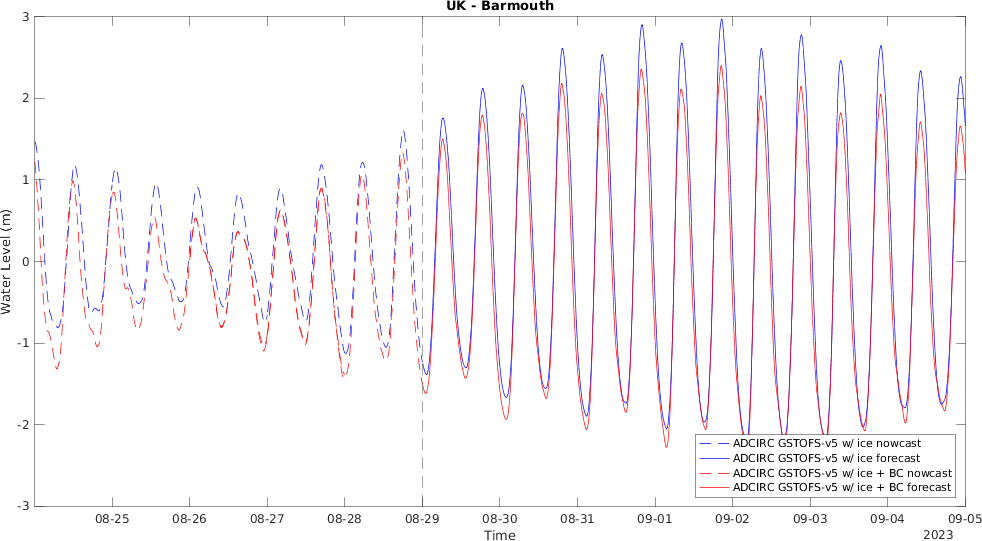 UK - Barmouth
3
2
1
0
-1
-2
-3
Water Level (m)
08-25
08-26
08-27
08-28
08-29
08-30
08-31
09-01
09-02
09-03
09-04
09-05
2023
Time
ADCIRC GSTOFS-v5 w/ ice nowcast
ADCIRC GSTOFS-v5 w/ ice forecast
ADCIRC GSTOFS-v5 w/ ice + BC nowcast
ADCIRC GSTOFS-v5 w/ ice + BC forecast